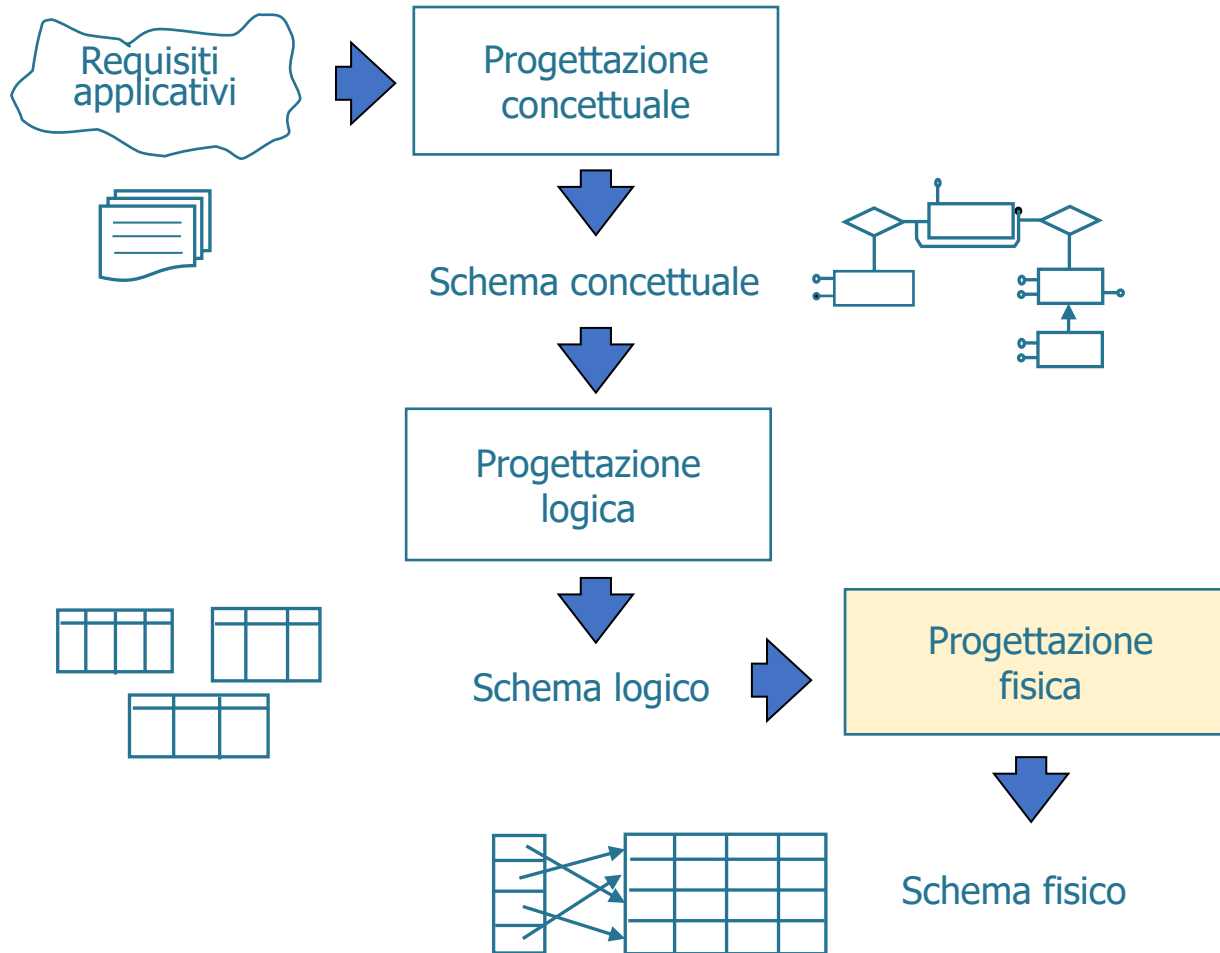 Requisiti
applicativi
Progettazione
concettuale
Schema concettuale
Progettazione
logica
Schema logico
Progettazione
fisica
Schema fisico